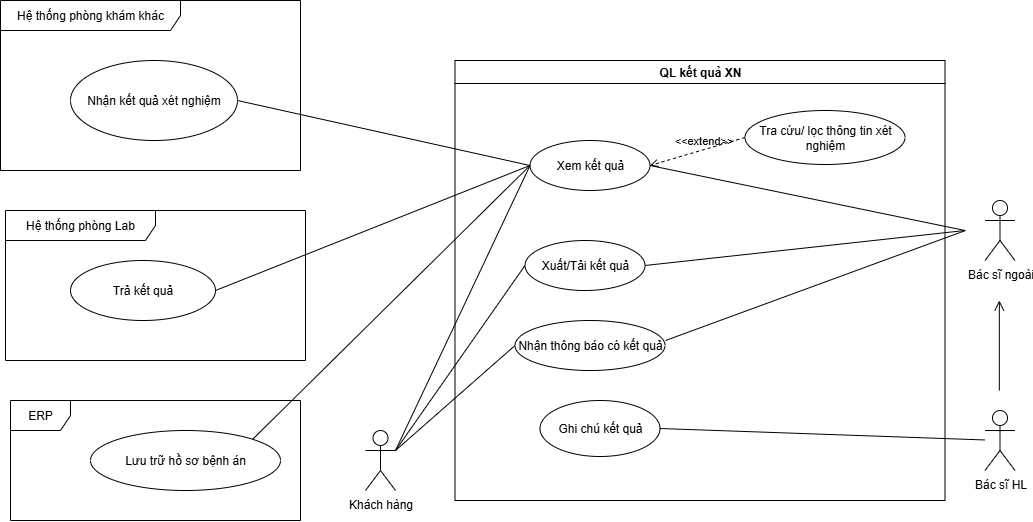 Hệ thống phòng khám khác
Nhận kết quả xét nghiệm
QL kết quả XN
Tra cứu/ lọc thông tin xét
nghiệm
<<extend>>
Xem kết quả
Hệ thống phòng Lab
Trả kết quả
Xuất/Tải kết quả
Bác sĩ ngoài
Nhận thông báo có kết quả
ERP
Lưu trữ hồ sơ bệnh án
Ghi chú kết quả
Khách hàng
Bác sĩ HL